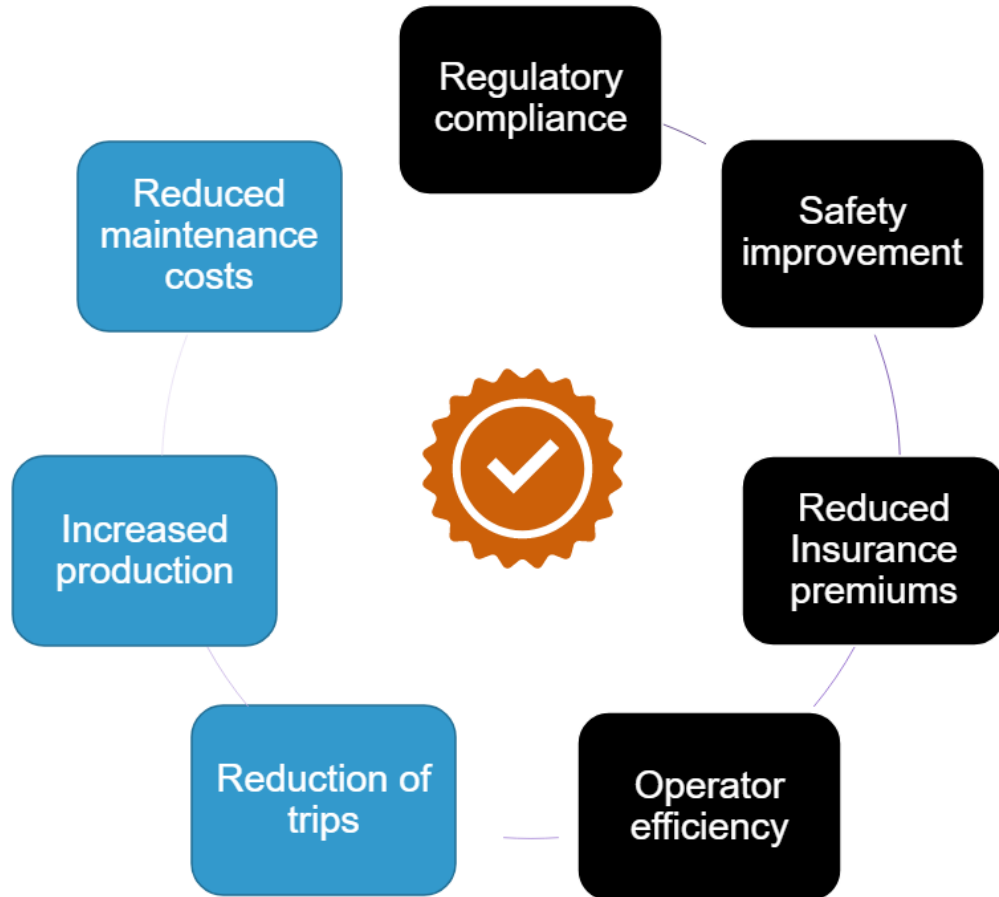 Regulatory
compliance
Safety
improvement
Reduced
Insurance
premiums
Operator
efficiency
Reduction of
trips
Increased
production
Reduced
maintenance
costs